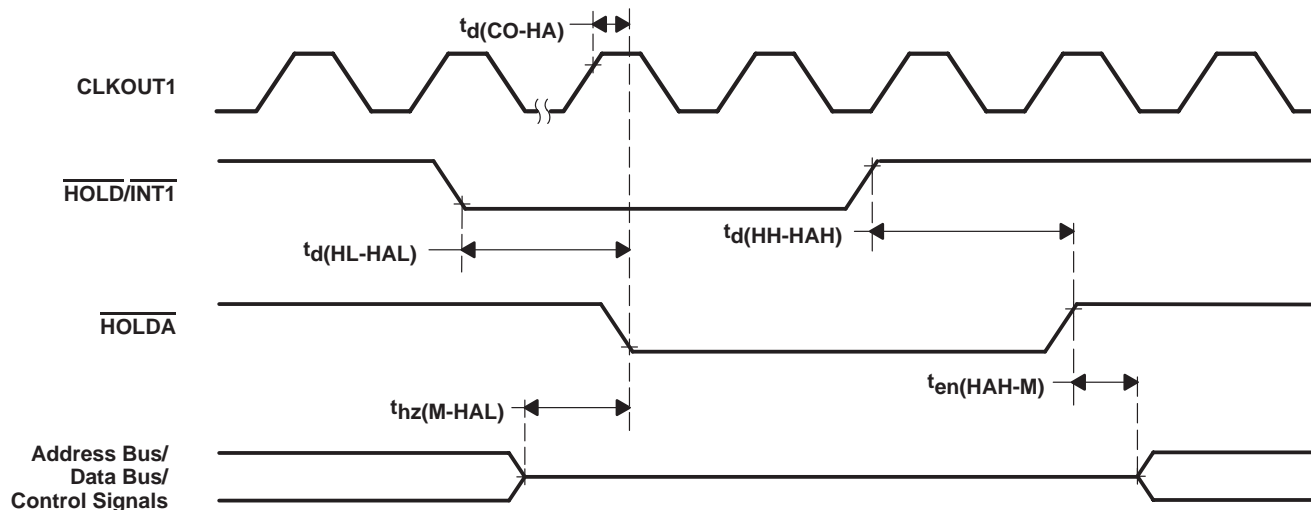 td(CO-HA)
CLKOUT1
HOLD/INT1
td(HL-HAL)
td(HH-HAH)
HOLDA
ten(HAH-M)
thz(M-HAL)
Address Bus/
Data Bus/
Control Signals